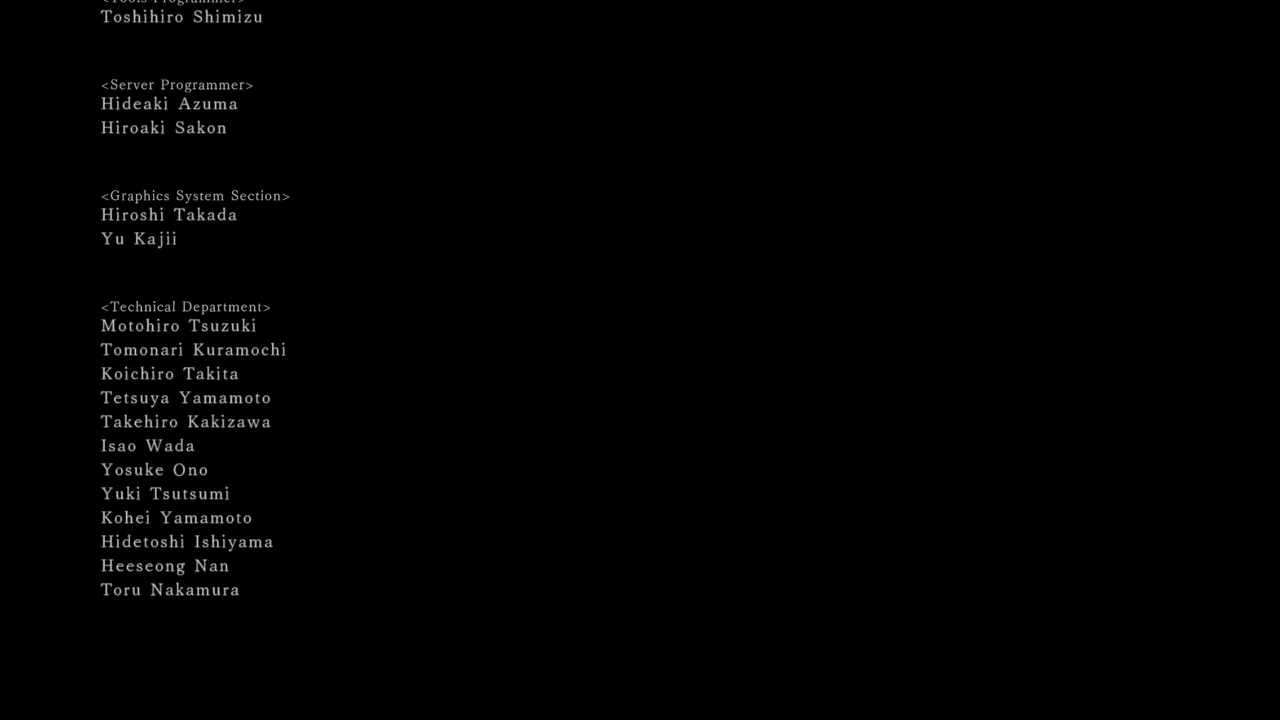 <Tools Programmer>
Toshihiro Shimizu
<Server Programmer>
Hideaki Azuma
Hiroaki Sakon
<Graphics System Section>
Hiroshi Takada
Yu Kajii
<Technical Department>
Motohiro Tsuzuki
Tomonari Kuramochi
Koichiro Takita
Tetsuya Yamamoto
Takehiro Kakizawa
Isao Wada
Yosuke Ono
Yuki Tsutsumi
Kohei Yamamoto
Hidetoshi Ishiyama
Heeseong Nan
Toru Nakamura